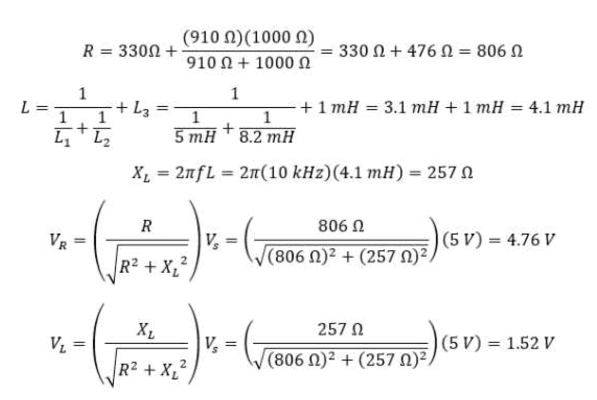 R = 330Ω + (910 Ω)(1000 Ω) / 910 Ω + 1000 Ω = 330 Ω + 476 Ω = 806 Ω
L = 1 / (1/L₁ + 1/L₂) + L₃ = 1 / (1/5 mH + 1/8.2 mH) + 1 mH = 3.1 mH + 1 mH = 4.1 mH
X_L = 2πfL = 2π(10 kHz)(4.1 mH) = 257 Ω
V_R = (R / √(R² + X_L²)) V_s = (806 Ω / √((806 Ω)² + (257 Ω)²)) (5 V) = 4.76 V
V_L = (X_L / √(R² + X_L²)) V_s = (257 Ω / √((806 Ω)² + (257 Ω)²)) (5 V) = 1.52 V